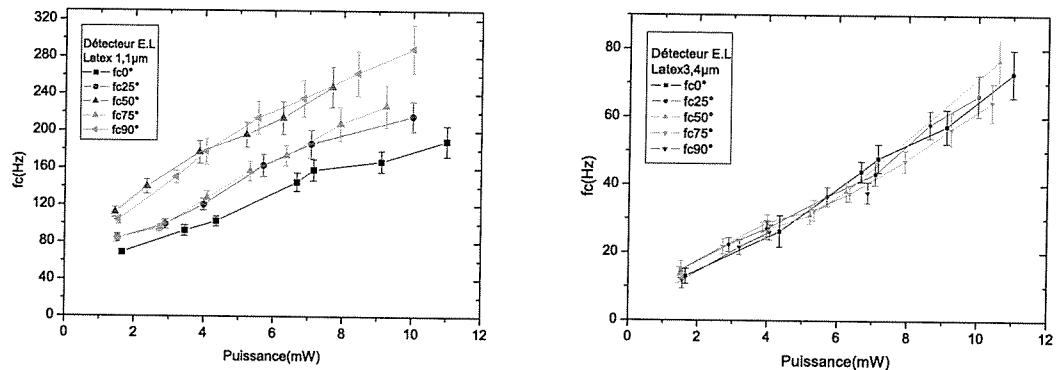 Détecteur E.L
Latex 1,1µm
fc0°
fc25°
fc50°
fc75°
fc90°
fc(Hz)
320
280
240
200
160
120
80
40
0
0 2 4 6 8 10 12
Puissance(mW)
Détecteur E.L
Latex3,4µm
fc0°
fc25°
fc50°
fc75°
fc90°
fc(Hz)
80
60
40
20
0
0 2 4 6 8 10 12
Puissance(mW)